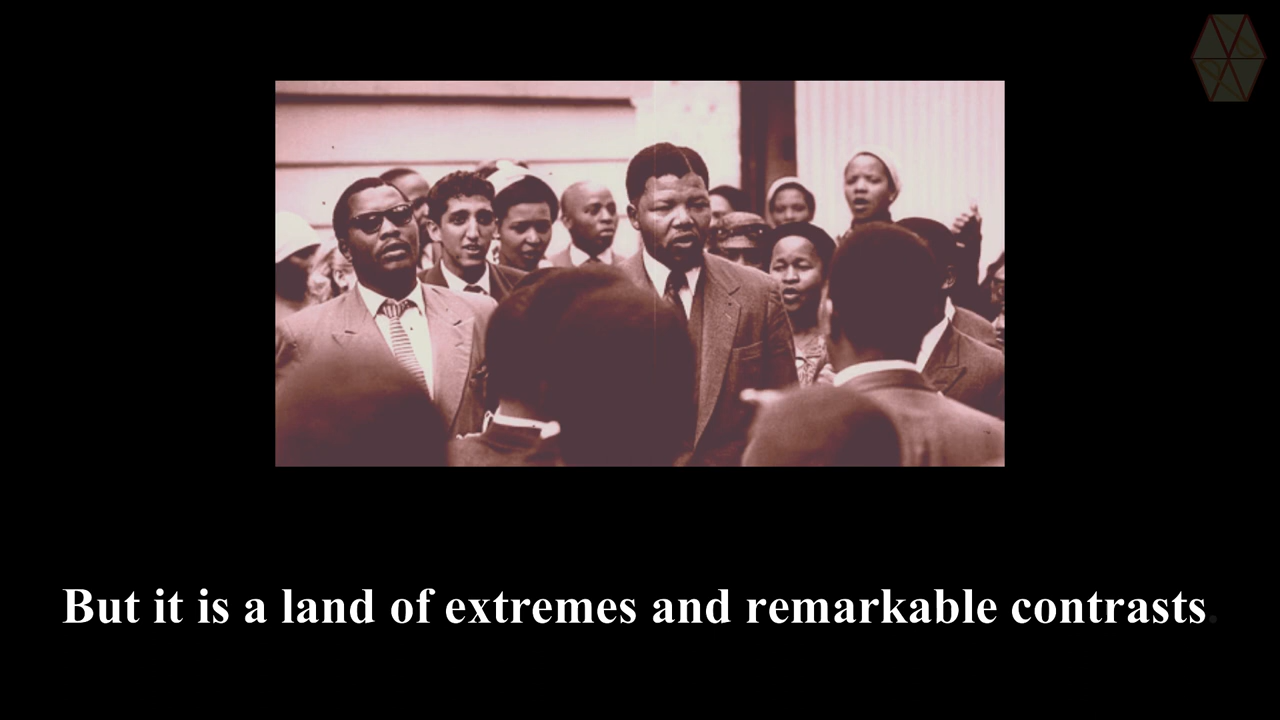 But it is a land of extremes and remarkable contrasts.